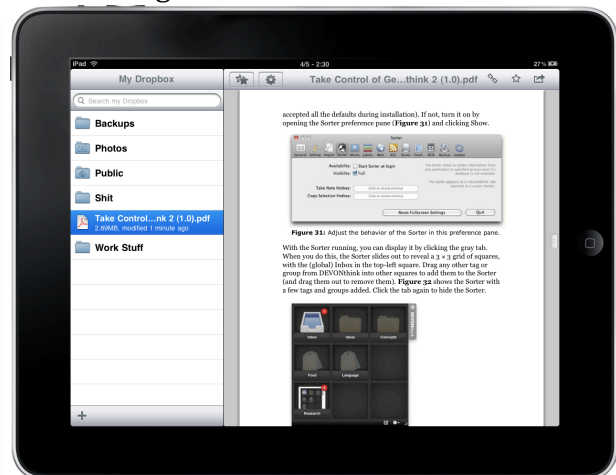 iPad
4/5 - 2:30
27%
My Dropbox
Take Control of Ge...think 2 (1.0).pdf
Search my Dropbox
Backups
Photos
Public
Shit
Take Control...nk 2 (1.0).pdf
2.89MB, modified 1 minute ago
Work Stuff
accepted all the defaults during installation). If not, turn it on by
opening the Sorter preference pane (Figure 31) and clicking Show.
Sorter
Availability: Start Sorter at login
Visibility: Full
Take Note Hotkey: Click to record shortcut
Copy Selection Hotkey: Click to record shortcut
Reset Fullscreen Settings
Quit
Figure 31: Adjust the behavior of the Sorter in this preference pane.
With the Sorter running, you can display it by clicking the gray tab.
When you do this, the Sorter slides out to reveal a 3 × 3 grid of squares,
with the (global) Inbox in the top-left square. Drag any other tag or
group from DEVONthink into other squares to add them to the Sorter
(and drag them out to remove them). Figure 32 shows the Sorter with
a few tags and groups added. Click the tab again to hide the Sorter.
Inbox
Ideas
Concepts
Food
Language
Research